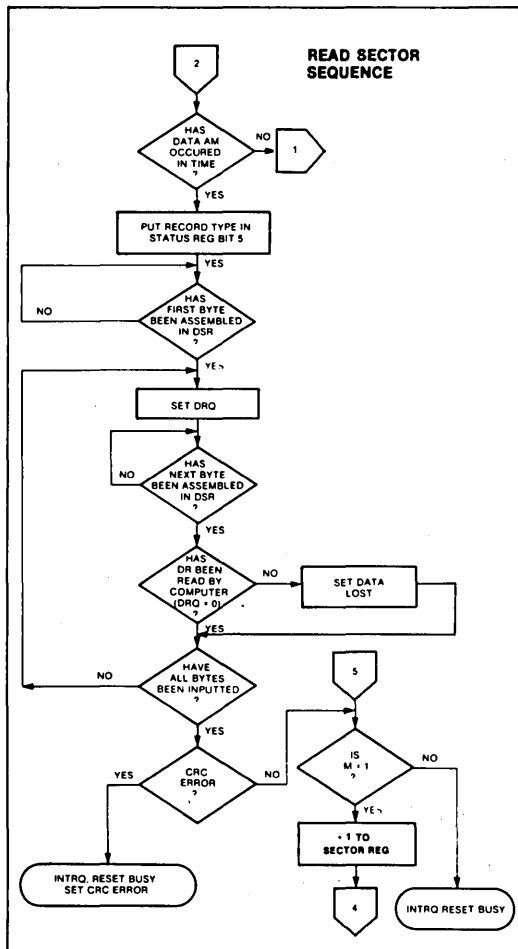 READ SECTOR
SEQUENCE
2
HAS
DATA AM
OCCURED
IN TIME
?
NO
1
YES
PUT RECORD TYPE IN
STATUS REG BIT 5
YES
NO
HAS
FIRST BYTE
BEEN ASSEMBLED
IN DSR
?
YES
SET DRQ
NO
HAS
NEXT BYTE
BEEN ASSEMBLED
IN DSR
?
YES
HAS
DR BEEN
READ BY
COMPUTER
(DRQ = 0)
?
NO
SET DATA
LOST
YES
NO
HAVE
ALL BYTES
BEEN INPUTTED
?
5
YES
YES
CRC
ERROR
?
NO
IS
M = 1
?
NO
YES
+ 1 TO
SECTOR REG
INTRQ, RESET BUSY
SET CRC ERROR
4
INTRQ RESET BUSY